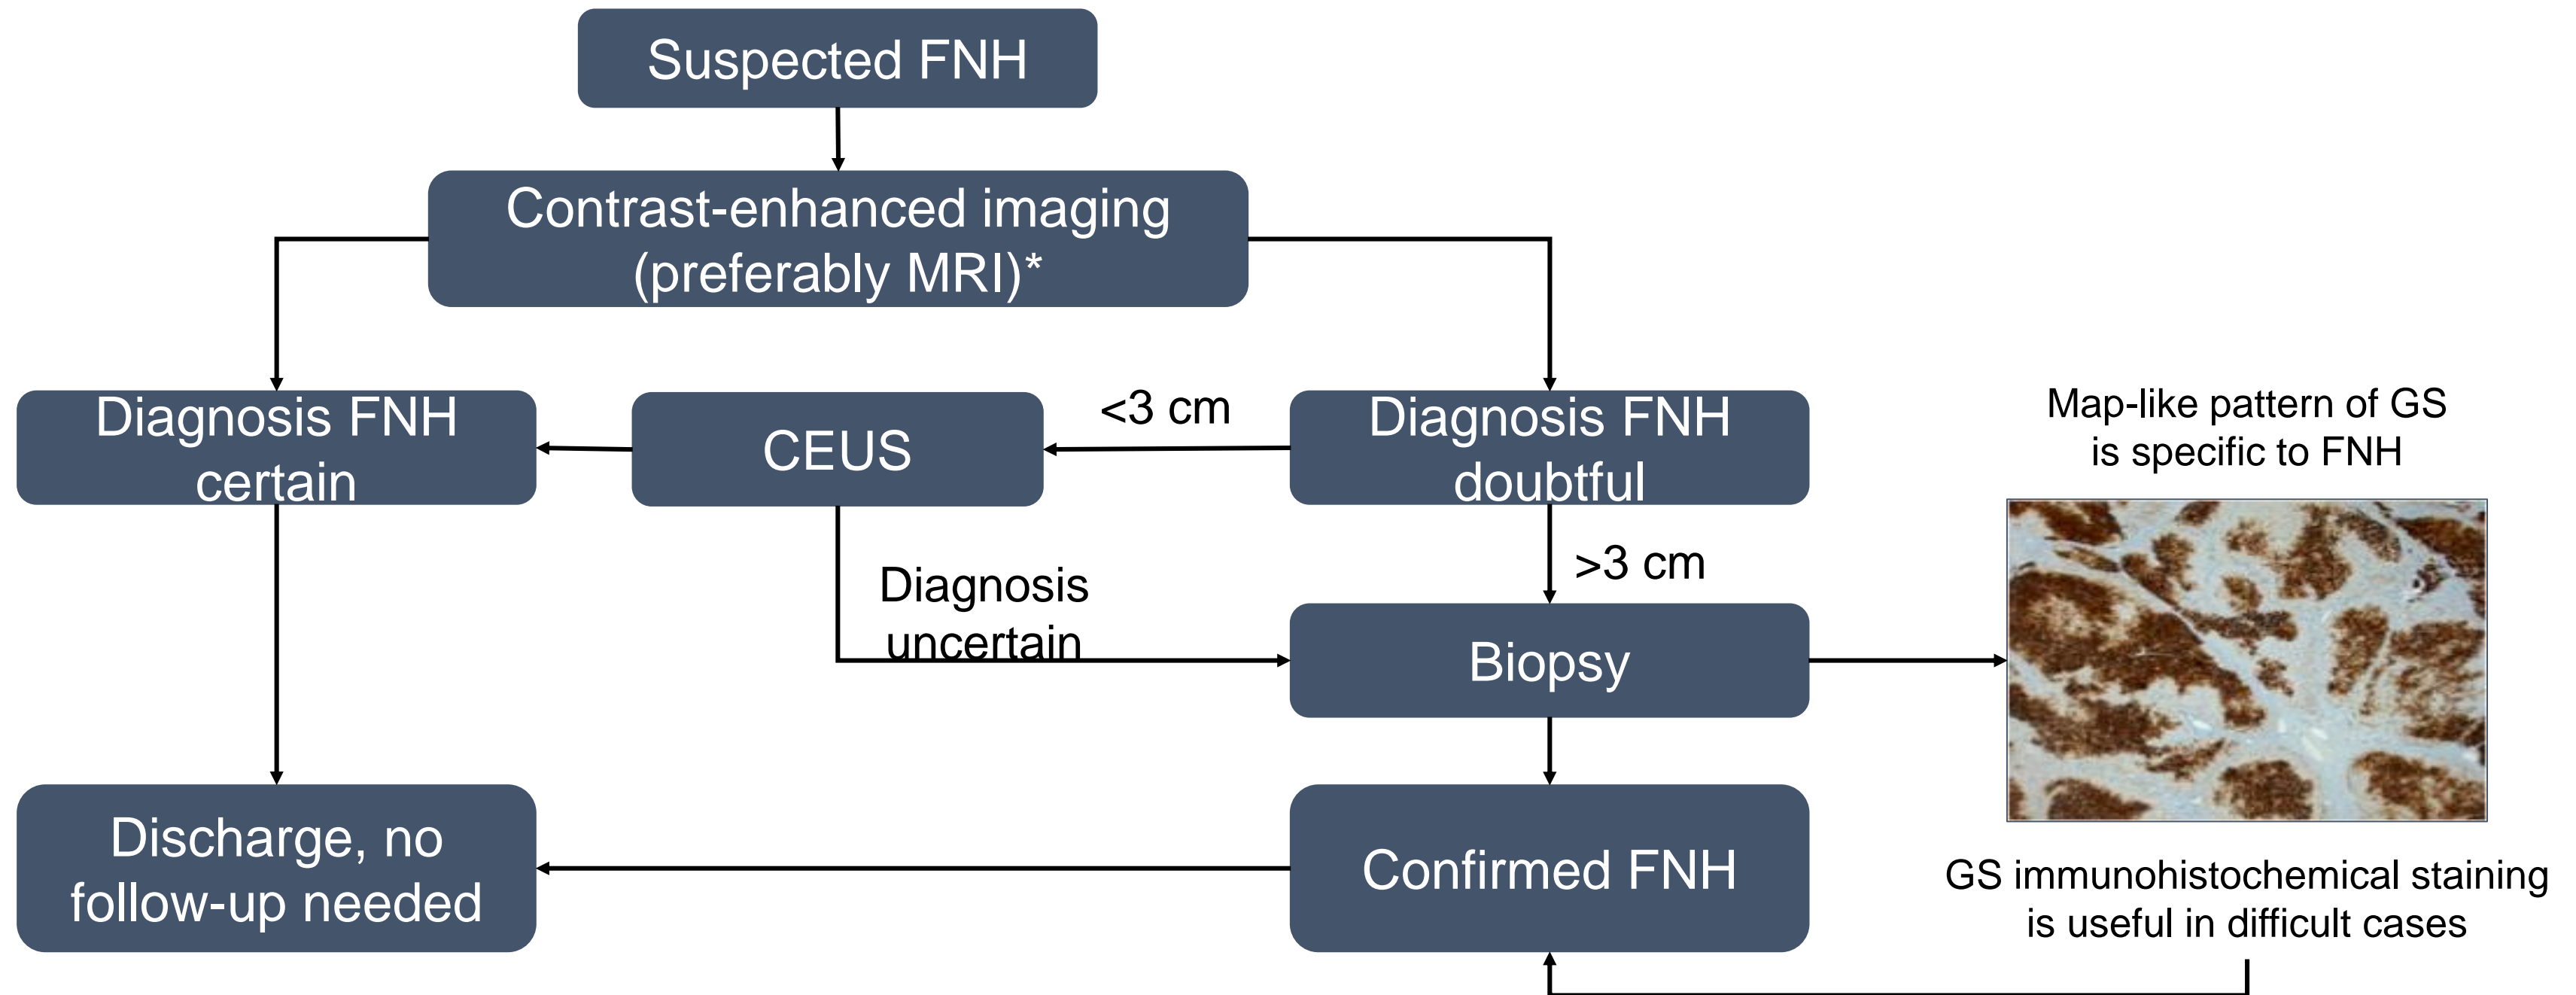 Suspected FNH
Contrast-enhanced imaging
(preferably MRI)*
Diagnosis FNH
certain
CEUS
<3 cm
Diagnosis FNH
doubtful
Map-like pattern of GS
is specific to FNH
Diagnosis
uncertain
>3 cm
Biopsy
Discharge, no
follow-up needed
Confirmed FNH
GS immunohistochemical staining
is useful in difficult cases